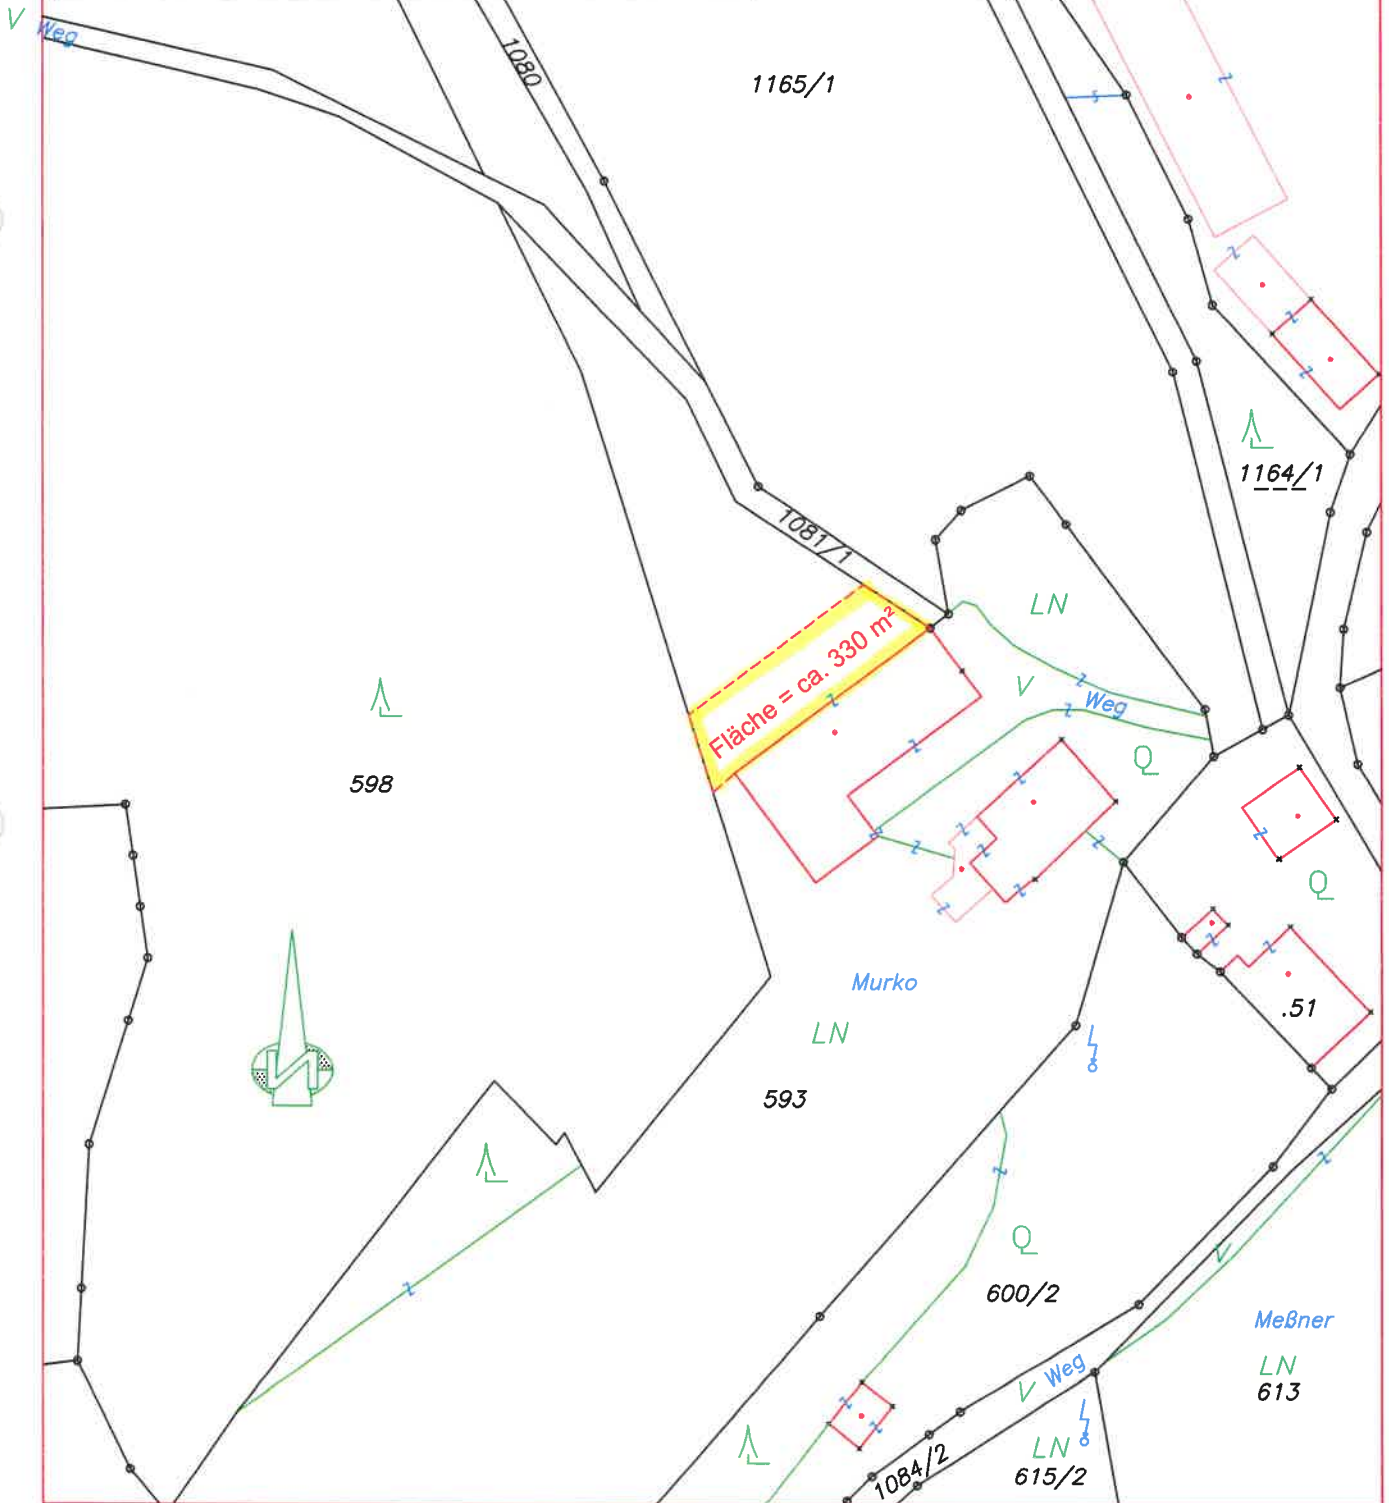 V
Weg
1080
1165/1
1164/1
1081/1
LN
Fläche = ca. 330 m²
V
Weg
598
Q
Q
Murko
.51
LN
593
N
Q
600/2
V
Meßner
Weg
V
LN
613
LN
1084/2
615/2